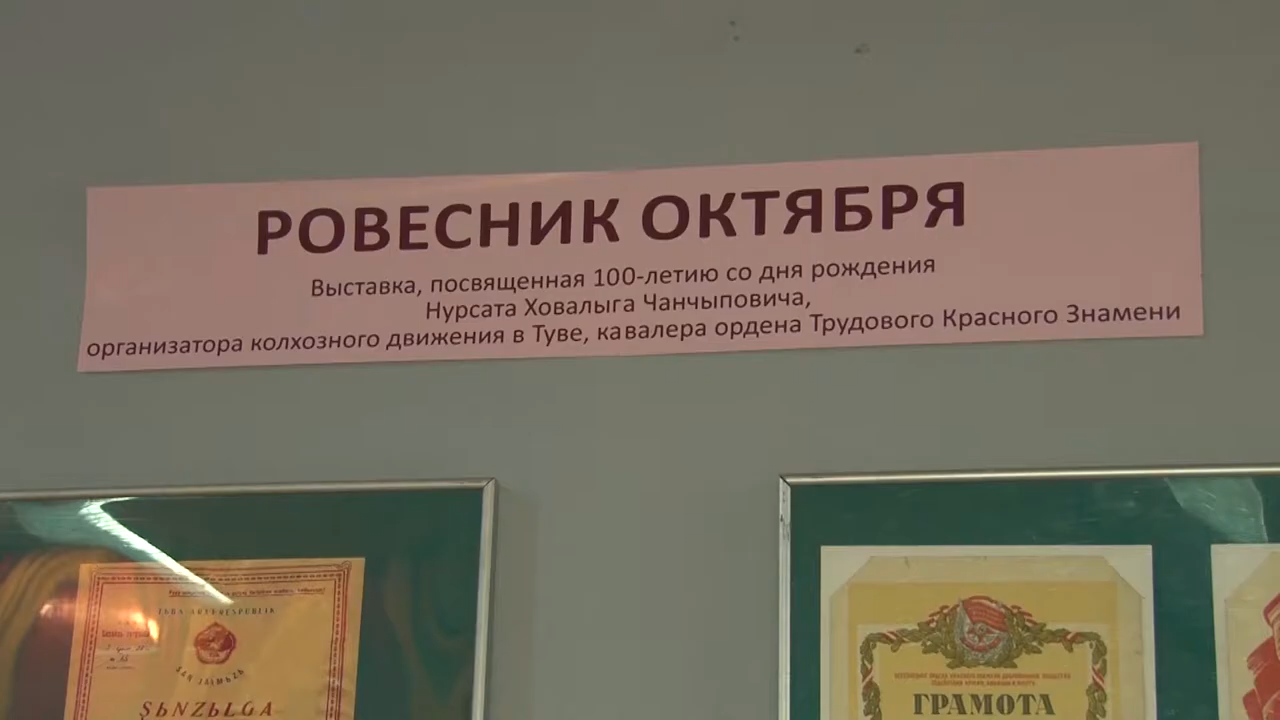 РОВЕСНИК ОКТЯБРЯ
Выставка, посвященная 100-летию со дня рождения
Нурсата Ховалыга Чанчыповича,
организатора колхозного движения в Туве, кавалера ордена Трудового Красного Знамени
ŞЬNZЬLGA
ГРАМОТА